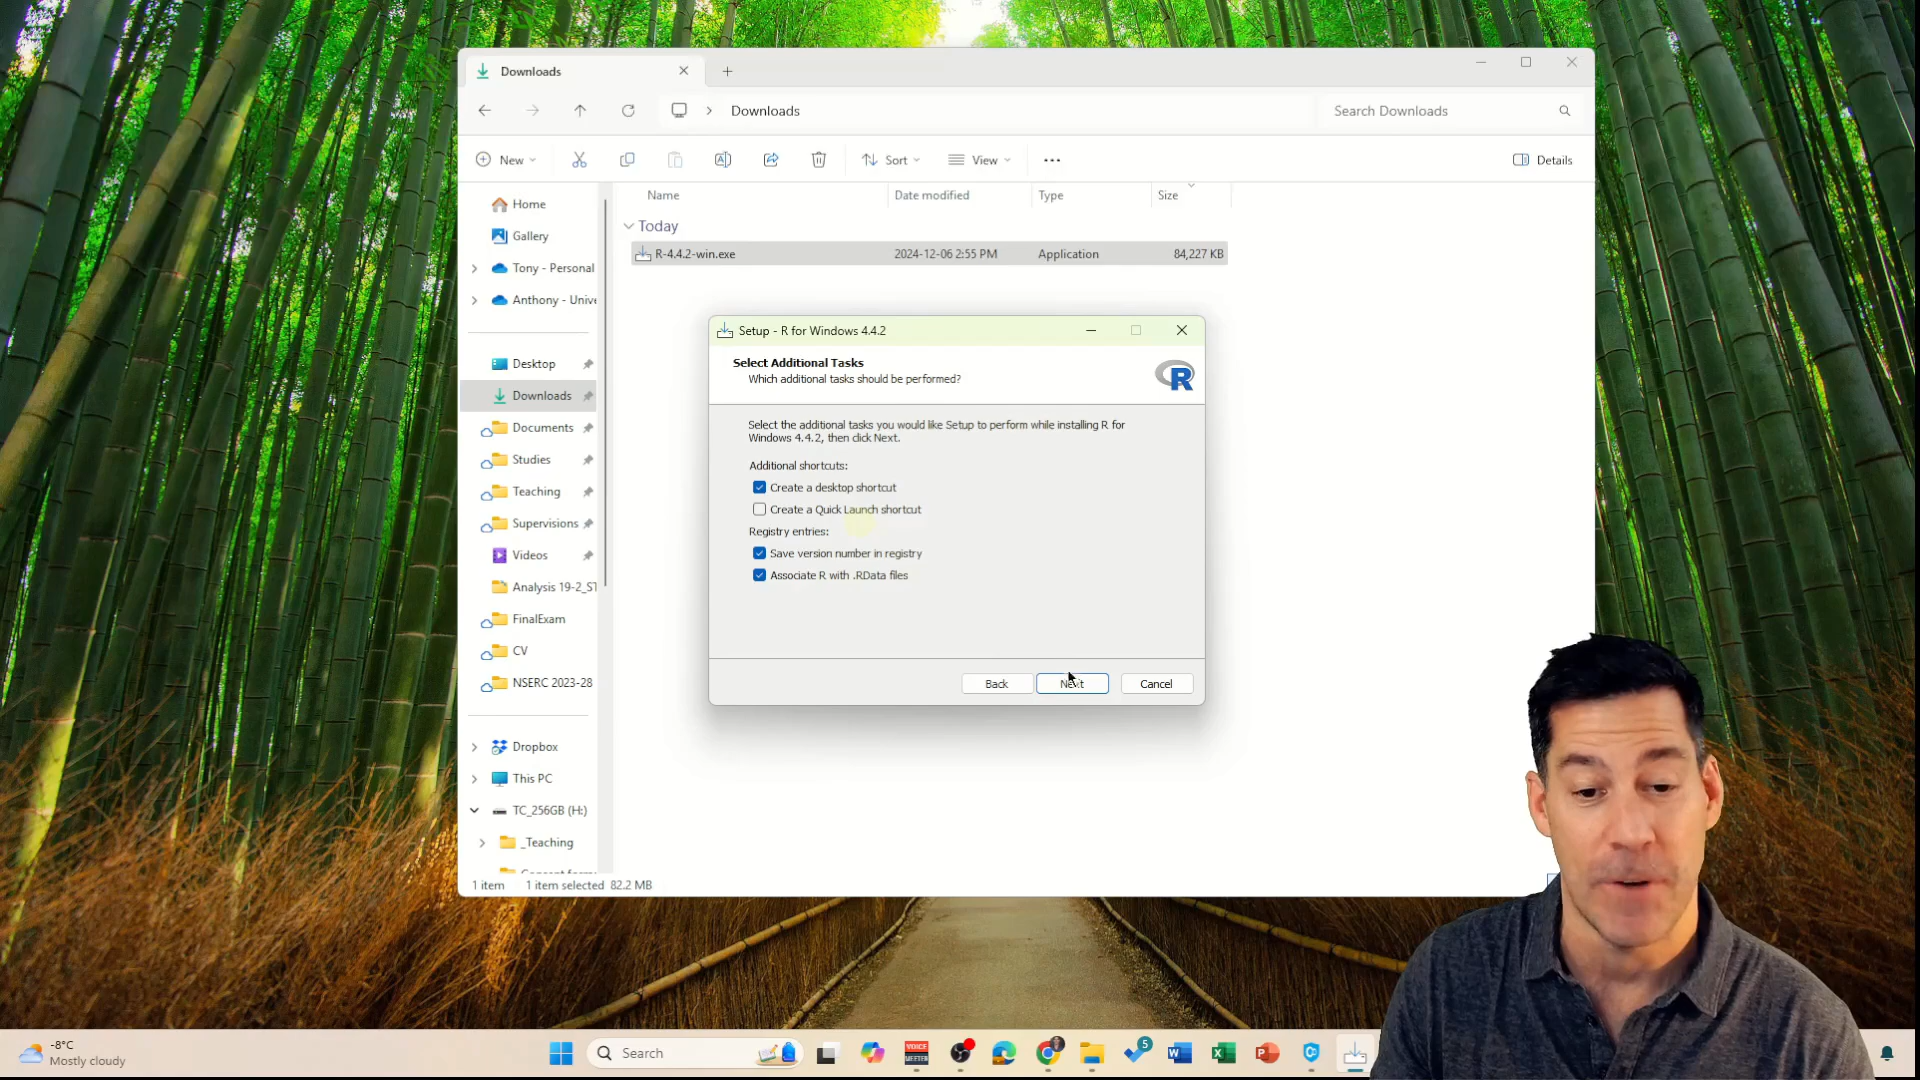 Downloads
Downloads
Search Downloads
New
Sort
View
Details
Name
Date modified
Type
Size
Home
Gallery
Tony - Personal
Anthony - Unive
Desktop
Downloads
Documents
Studies
Teaching
Supervisions
Videos
Analysis 19-2_ST
FinalExam
CV
NSERC 2023-28
Dropbox
This PC
TC_256GB (H:)
_Teaching
Today
R-4.4.2-win.exe
2024-12-06 2:55 PM
Application
84,227 KB
Setup - R for Windows 4.4.2
Select Additional Tasks
Which additional tasks should be performed?
R
Select the additional tasks you would like Setup to perform while installing R for
Windows 4.4.2, then click Next.
Additional shortcuts:
Create a desktop shortcut
Create a Quick Launch shortcut
Registry entries:
Save version number in registry
Associate R with .RData files
Back
Next
Cancel
1 item
1 item selected 82.2 MB
-8°C
Mostly cloudy
Search
VOICE
MEETER
5
W
X
P